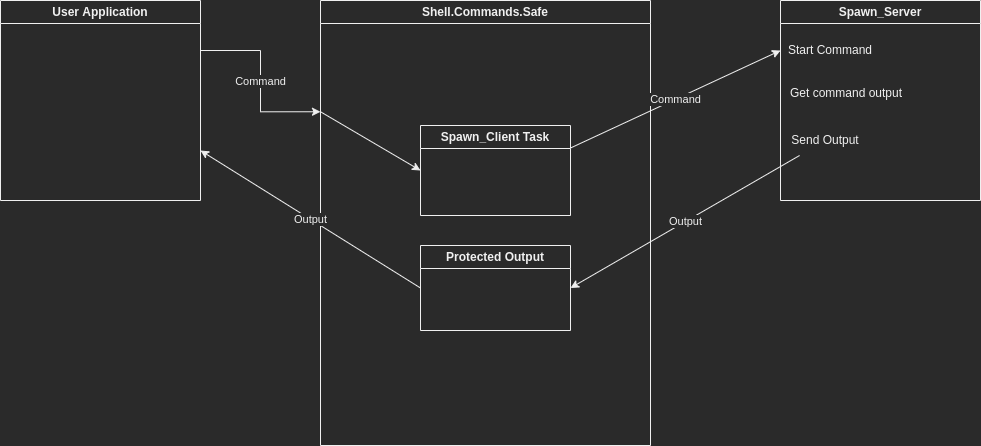 User Application
Shell.Commands.Safe
Spawn_Server
Start Command
Command
Get command output
Command
Spawn_Client Task
Send Output
Output
Output
Protected Output